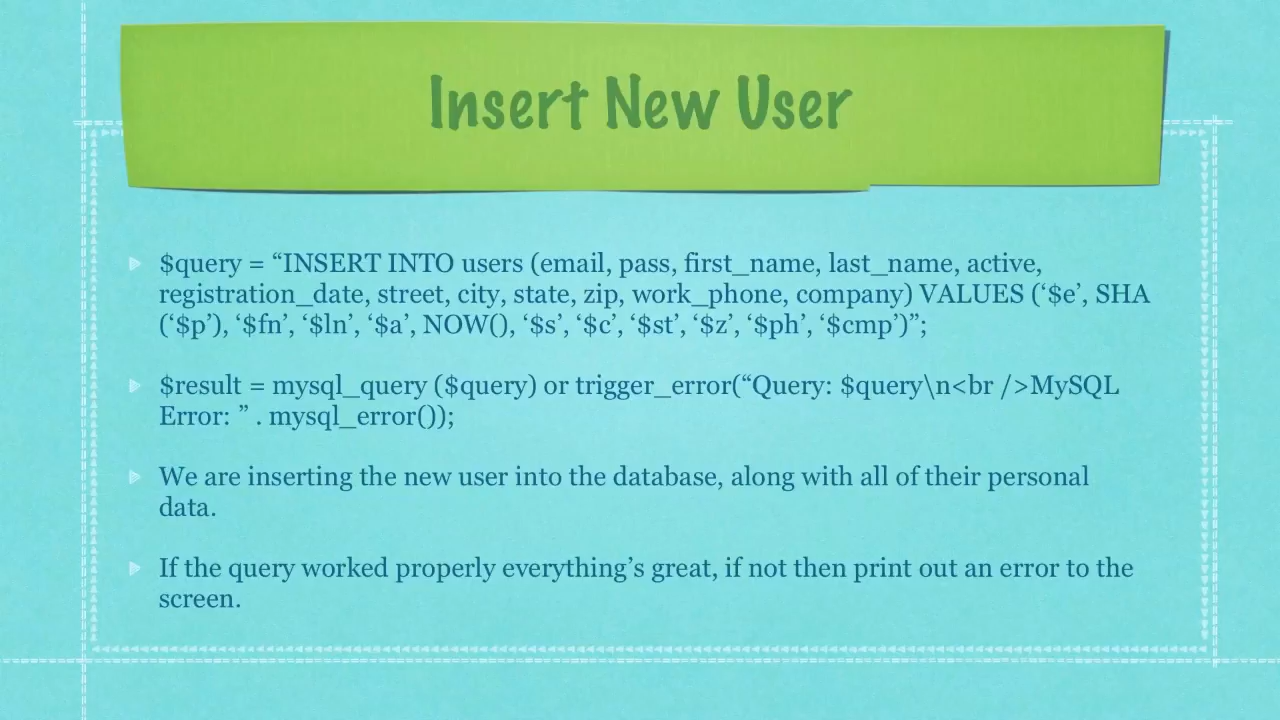 Insert New User
$query = “INSERT INTO users (email, pass, first_name, last_name, active,
registration_date, street, city, state, zip, work_phone, company) VALUES (‘$e’, SHA
(‘$p’), ‘$fn’, ‘$ln’, ‘$a’, NOW(), ‘$s’, ‘$c’, ‘$st’, ‘$z’, ‘$ph’, ‘$cmp’)”;
$result = mysql_query ($query) or trigger_error(“Query: $query\n<br />MySQL
Error: ” . mysql_error());
We are inserting the new user into the database, along with all of their personal
data.
If the query worked properly everything’s great, if not then print out an error to the
screen.